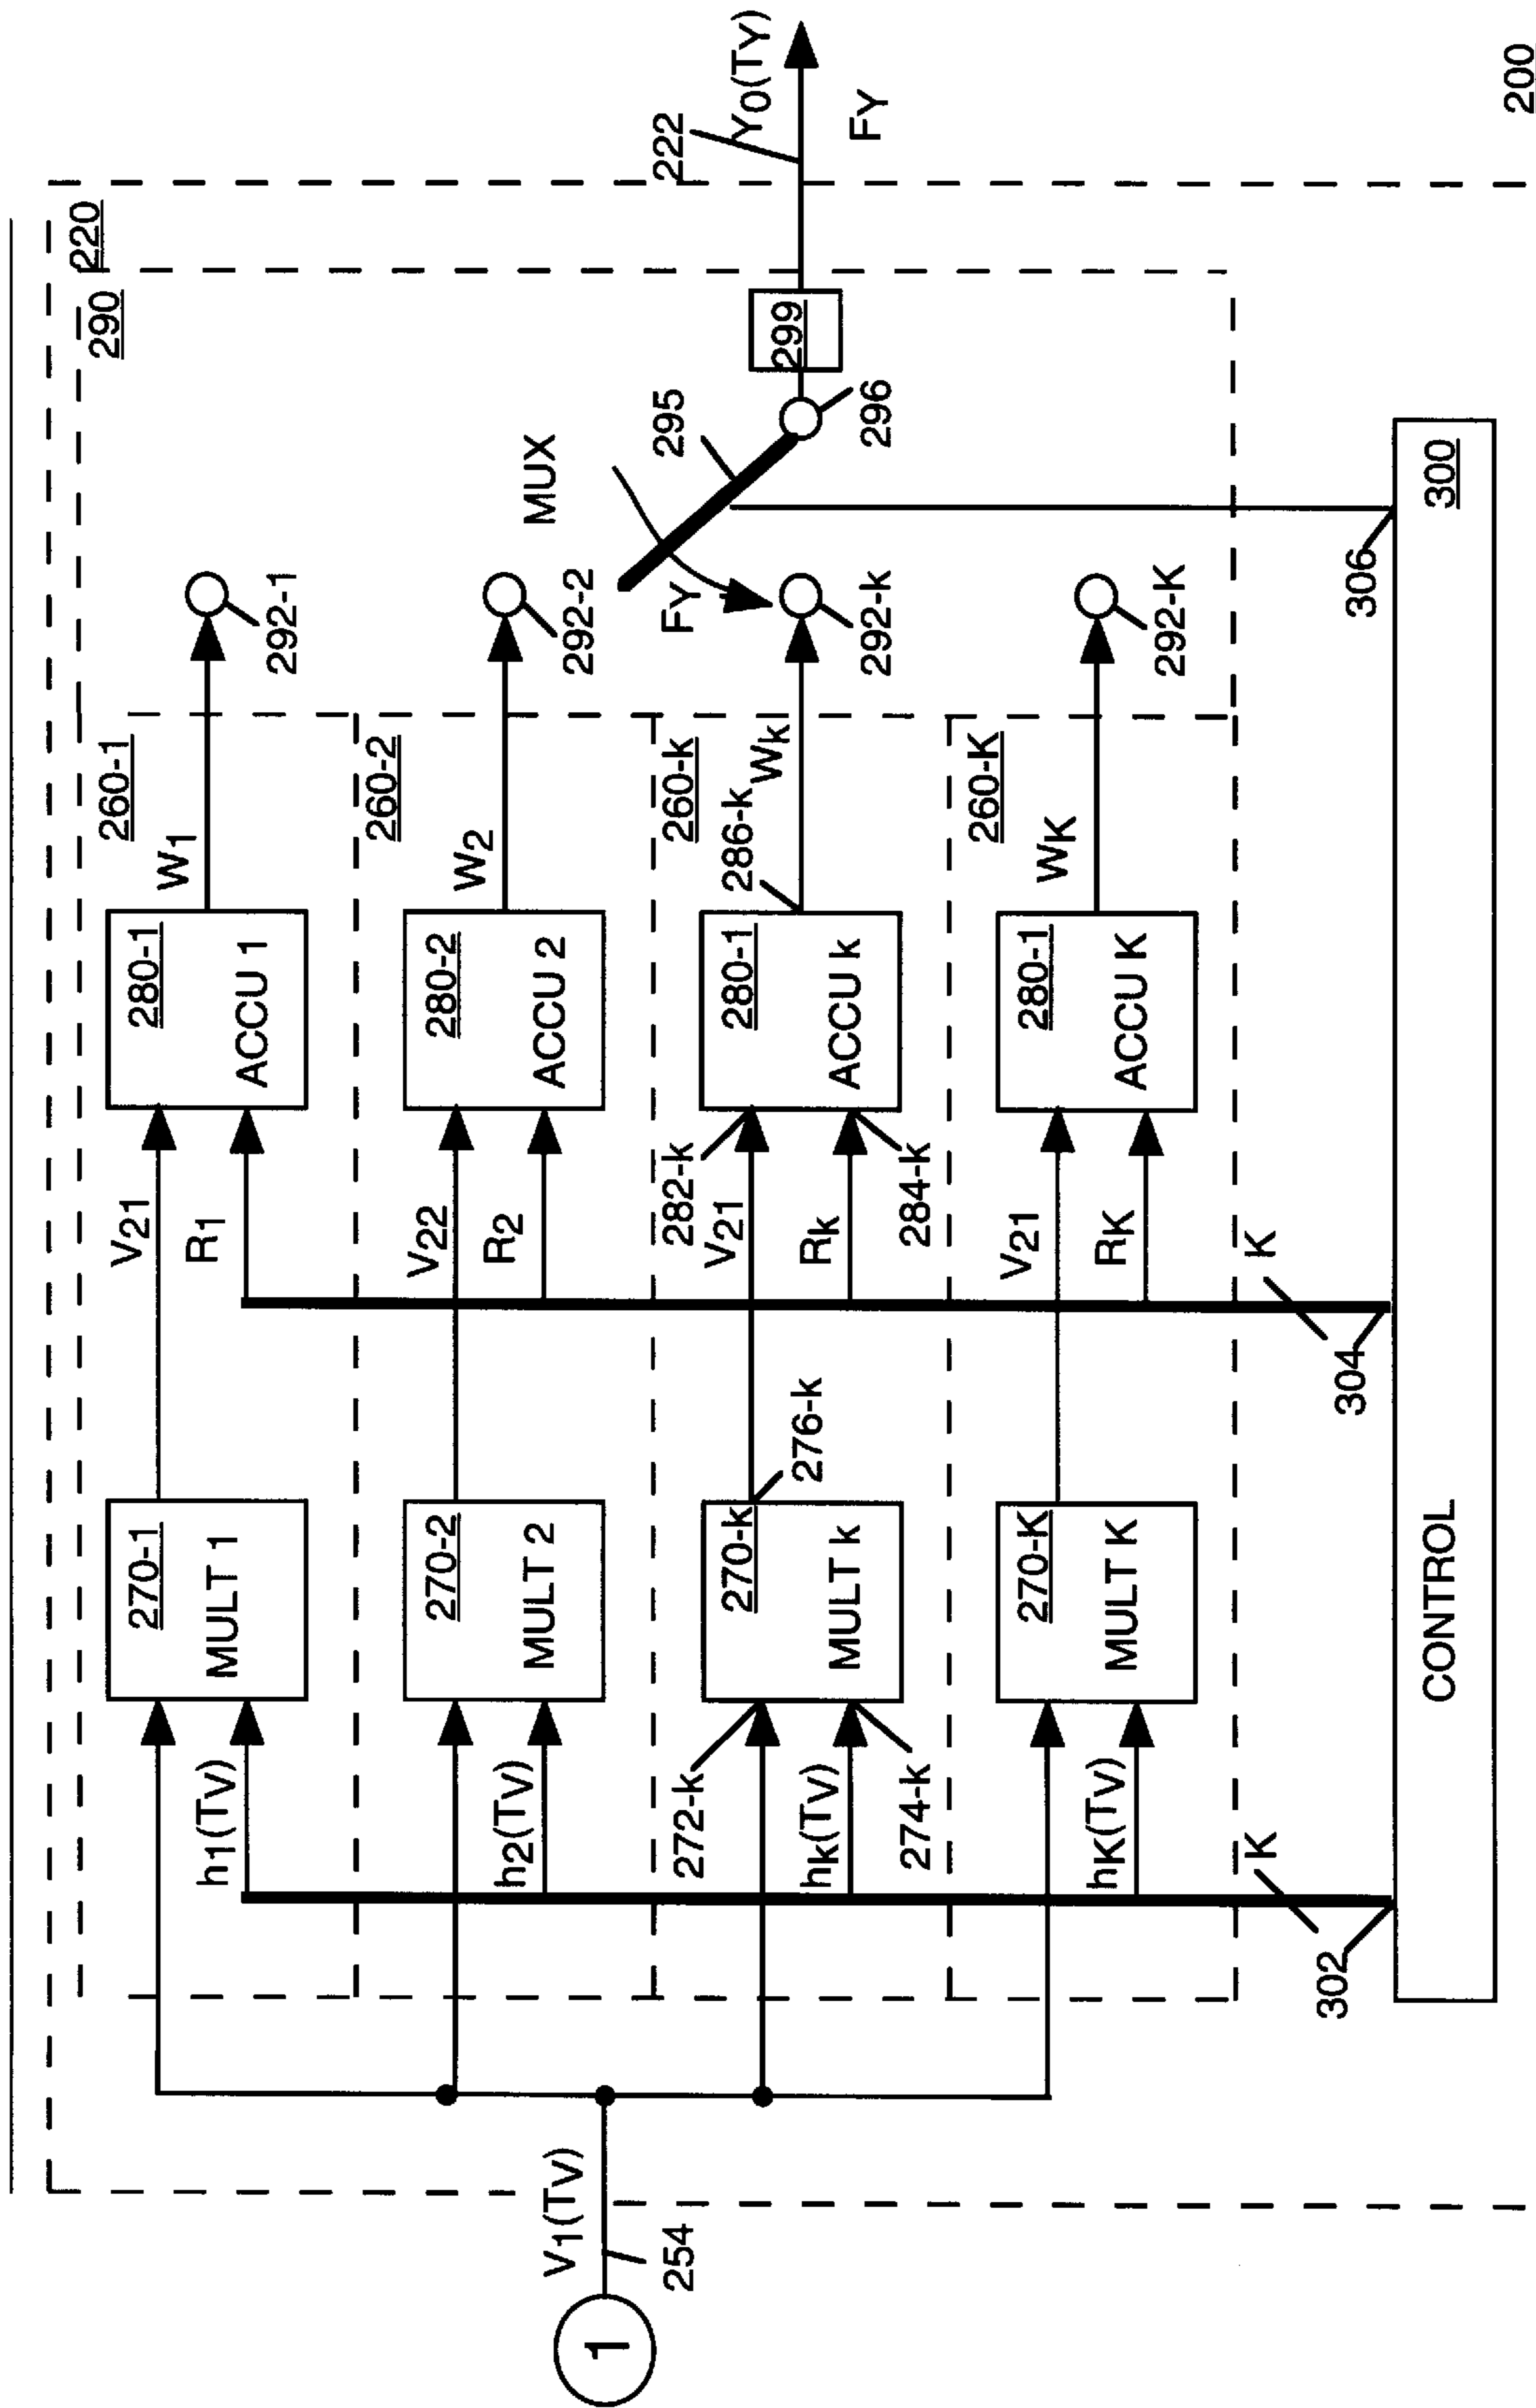 220
290
260-1
270-1
MULT 1
h1(TV)
V21
R1
280-1
ACCU 1
W1
292-1
260-2
270-2
MULT 2
h2(TV)
V22
R2
280-2
ACCU 2
W2
292-2
MUX
FY
295
296
299
222
Y0(TY)
FY
V1(TV)
254
1
260-k
272-k
hk(TV)
274-k
270-k
MULT k
276-k
282-k
V21
Rk
284-k
280-1
ACCU k
286-k
Wk
292-k
260-K
hK(TV)
270-K
MULT K
V21
RK
280-1
ACCU K
WK
292-K
K
302
K
304
306
CONTROL
300
200